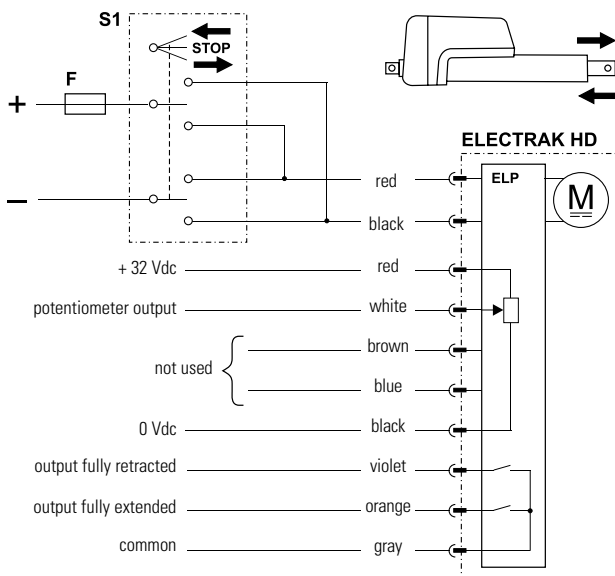 S1
STOP
F
+
−
ELECTRAK HD
red
ELP
M
black
+ 32 Vdc
red
potentiometer output
white
not used
brown
blue
0 Vdc
black
output fully retracted
violet
output fully extended
orange
common
gray